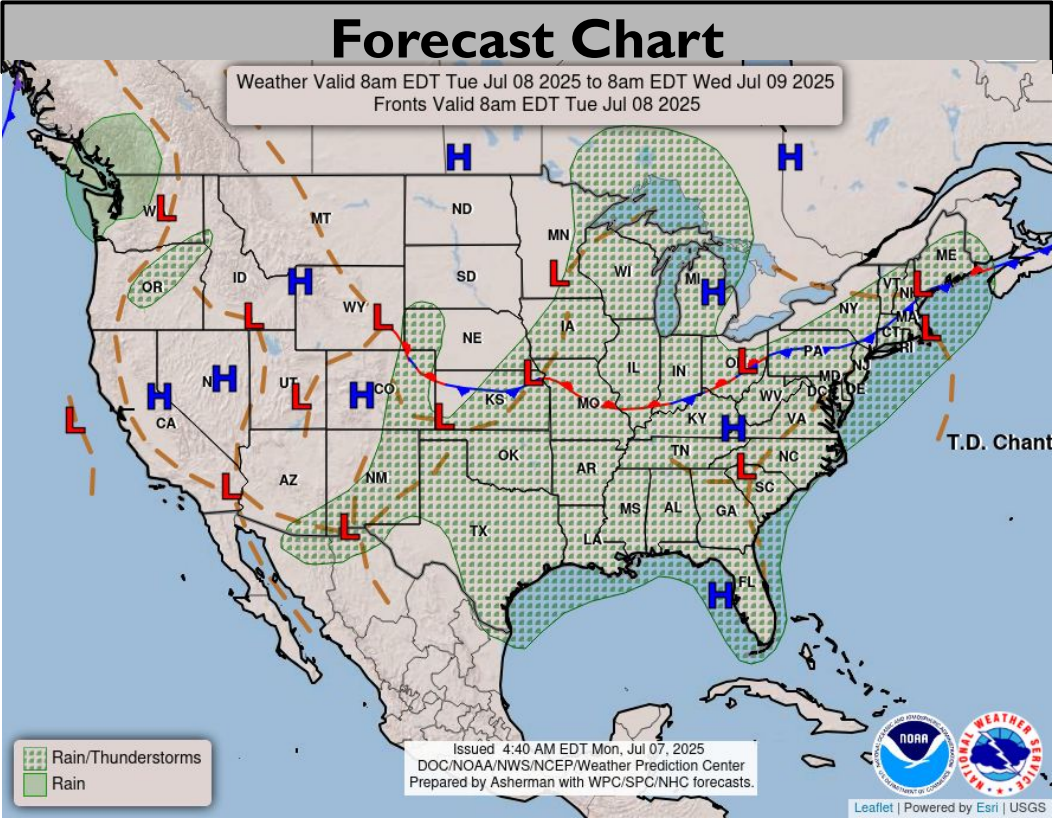 Forecast Chart
Weather Valid 8am EDT Tue Jul 08 2025 to 8am EDT Wed Jul 09 2025
Fronts Valid 8am EDT Tue Jul 08 2025
H
H
WL
MT
ND
MN
ME
ID
H
SD
L
WI
MI
H
VT
NH
L
OR
L
WY
L
NE
IA
NY
MA
L
CT
RI
H
N
H
UT
L
H
CO
KS
L
MO
IL
IN
O
L
PA
NJ
MD
DC
DE
L
CA
L
KY
H
WV
VA
T.D. Chant
L
AZ
NM
OK
AR
TN
L
NC
SC
L
TX
LA
MS
AL
GA
H
FL
Rain/Thunderstorms
Rain
Issued 4:40 AM EDT Mon, Jul 07, 2025
DOC/NOAA/NWS/NCEP/Weather Prediction Center
Prepared by Asherman with WPC/SPC/NHC forecasts.
NOAA
NATIONAL WEATHER SERVICE
Leaflet | Powered by Esri | USGS